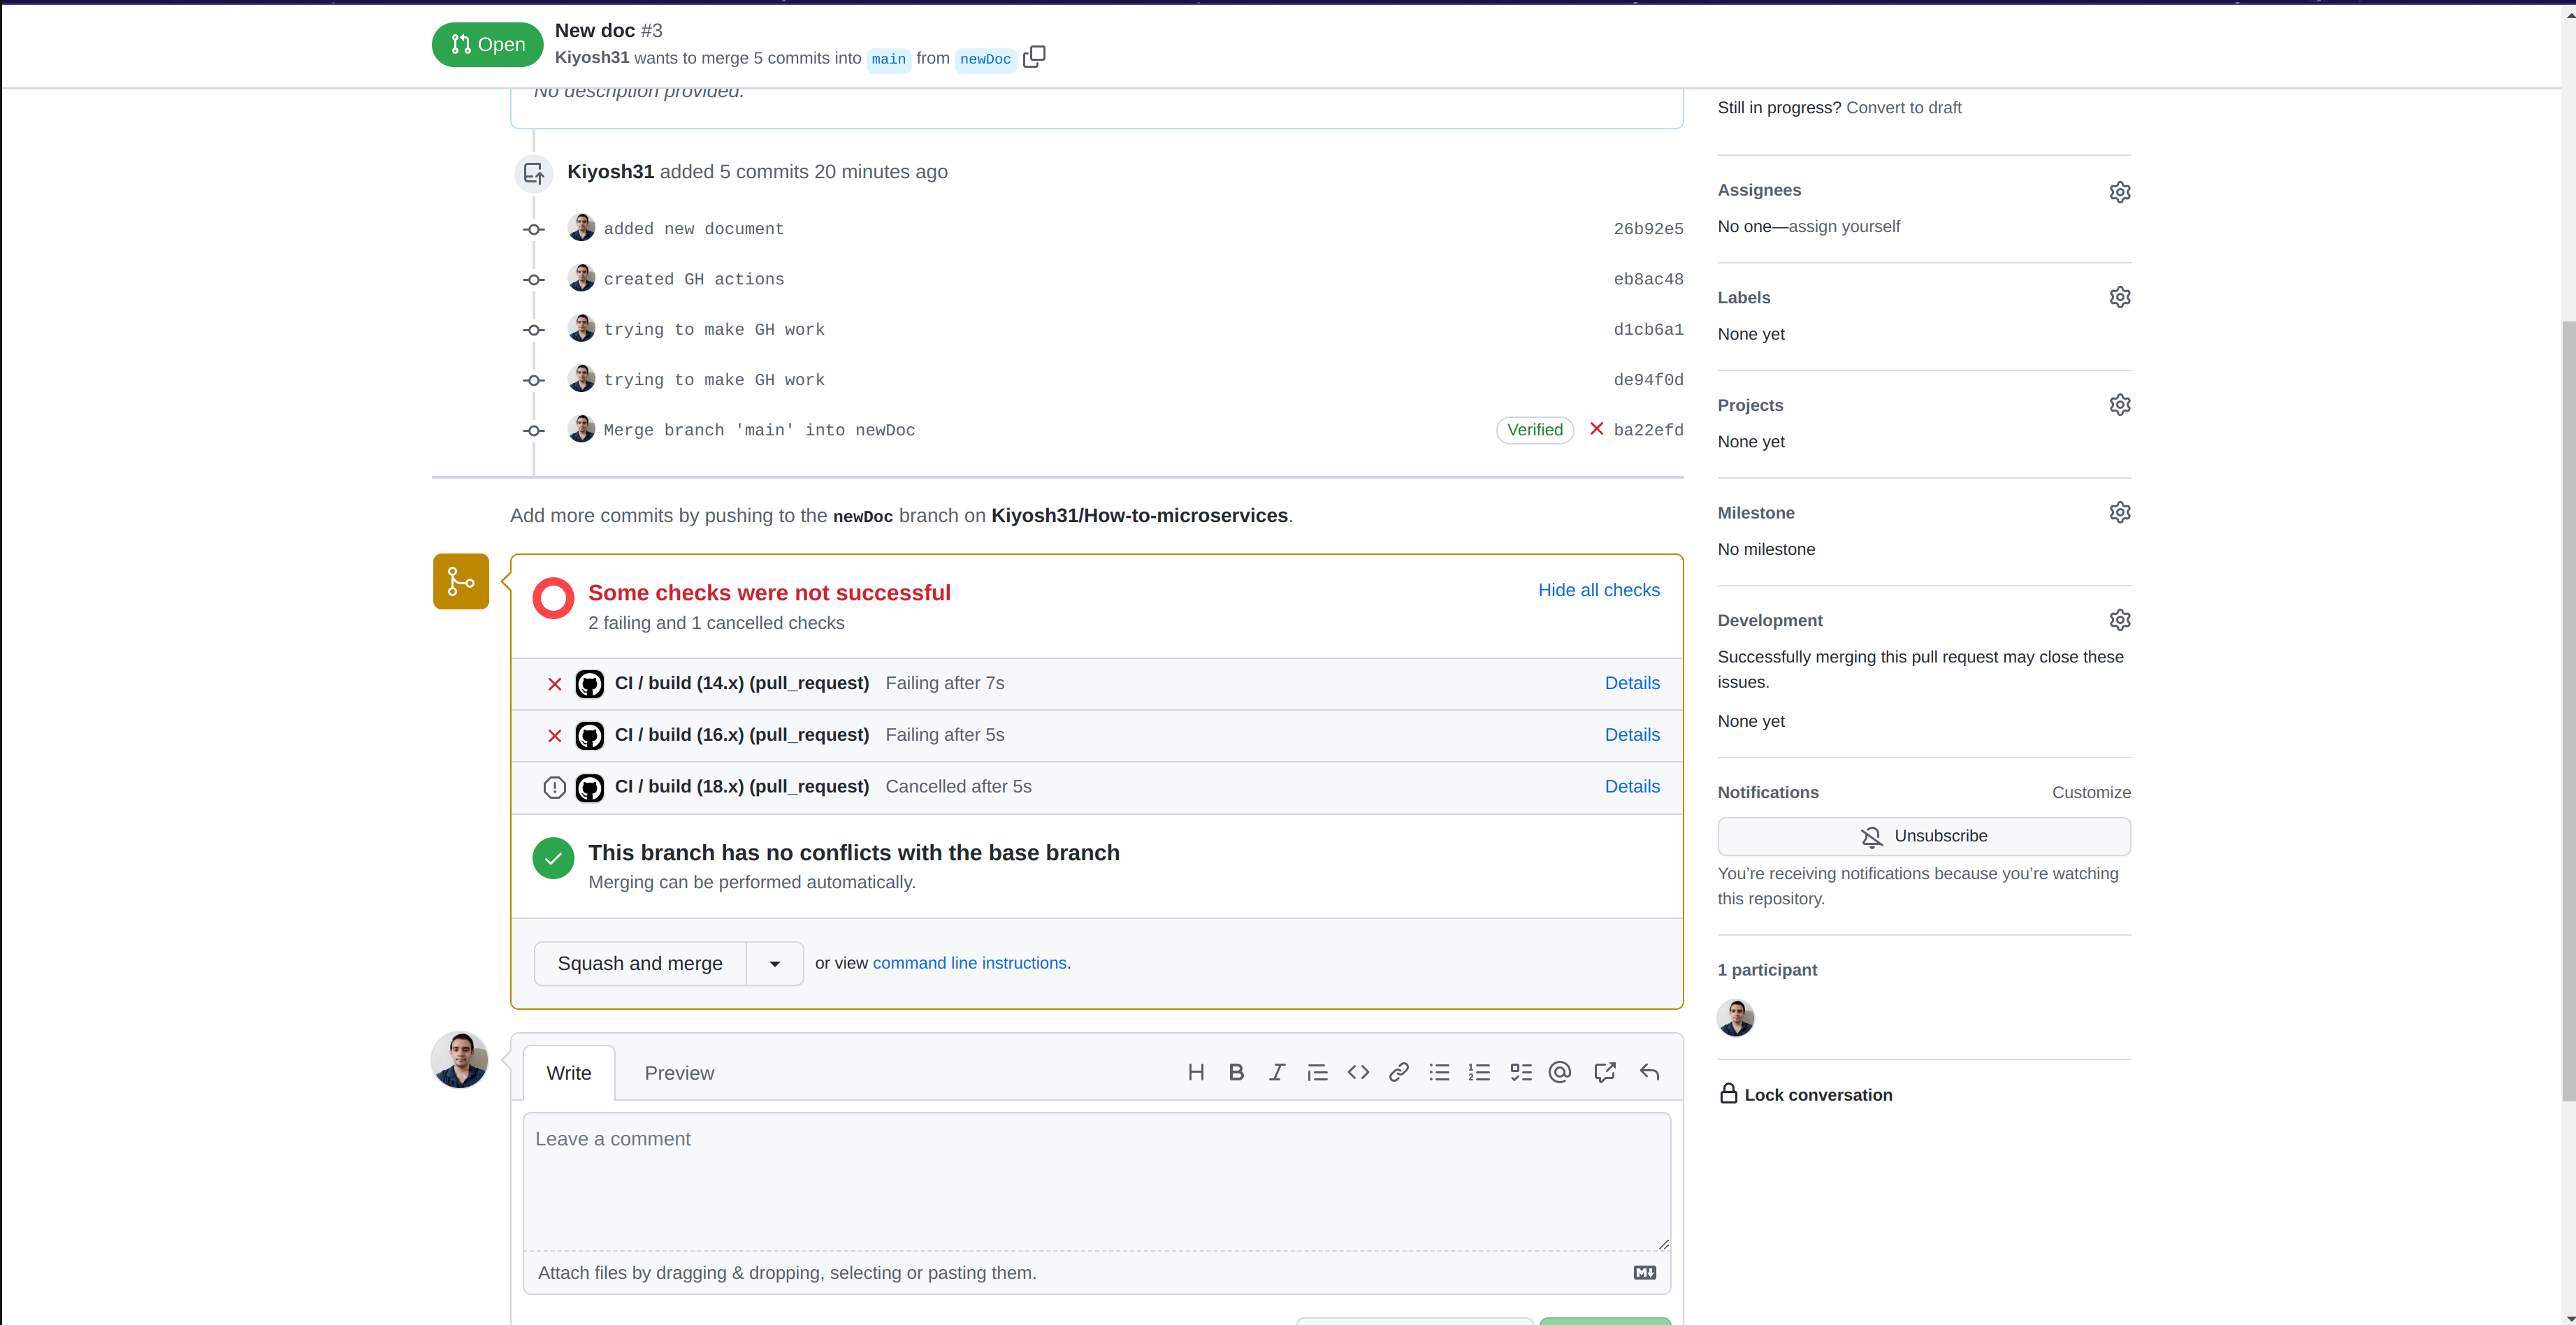 Open
New doc #3
Kiyosh31 wants to merge 5 commits into main from newDoc
No description provided.
Kiyosh31 added 5 commits 20 minutes ago
added new document 26b92e5
created GH actions eb8ac48
trying to make GH work d1cb6a1
trying to make GH work de94f0d
Merge branch 'main' into newDoc Verified ba22efd
Add more commits by pushing to the newDoc branch on Kiyosh31/How-to-microservices.
Some checks were not successful
Hide all checks
2 failing and 1 cancelled checks
CI / build (14.x) (pull_request) Failing after 7s Details
CI / build (16.x) (pull_request) Failing after 5s Details
CI / build (18.x) (pull_request) Cancelled after 5s Details
This branch has no conflicts with the base branch
Merging can be performed automatically.
Squash and merge
or view command line instructions.
Write
Preview
Leave a comment
Attach files by dragging & dropping, selecting or pasting them.
Still in progress? Convert to draft
Assignees
No one—assign yourself
Labels
None yet
Projects
None yet
Milestone
No milestone
Development
Successfully merging this pull request may close these
issues.
None yet
Notifications
Customize
Unsubscribe
You’re receiving notifications because you’re watching
this repository.
1 participant
Lock conversation